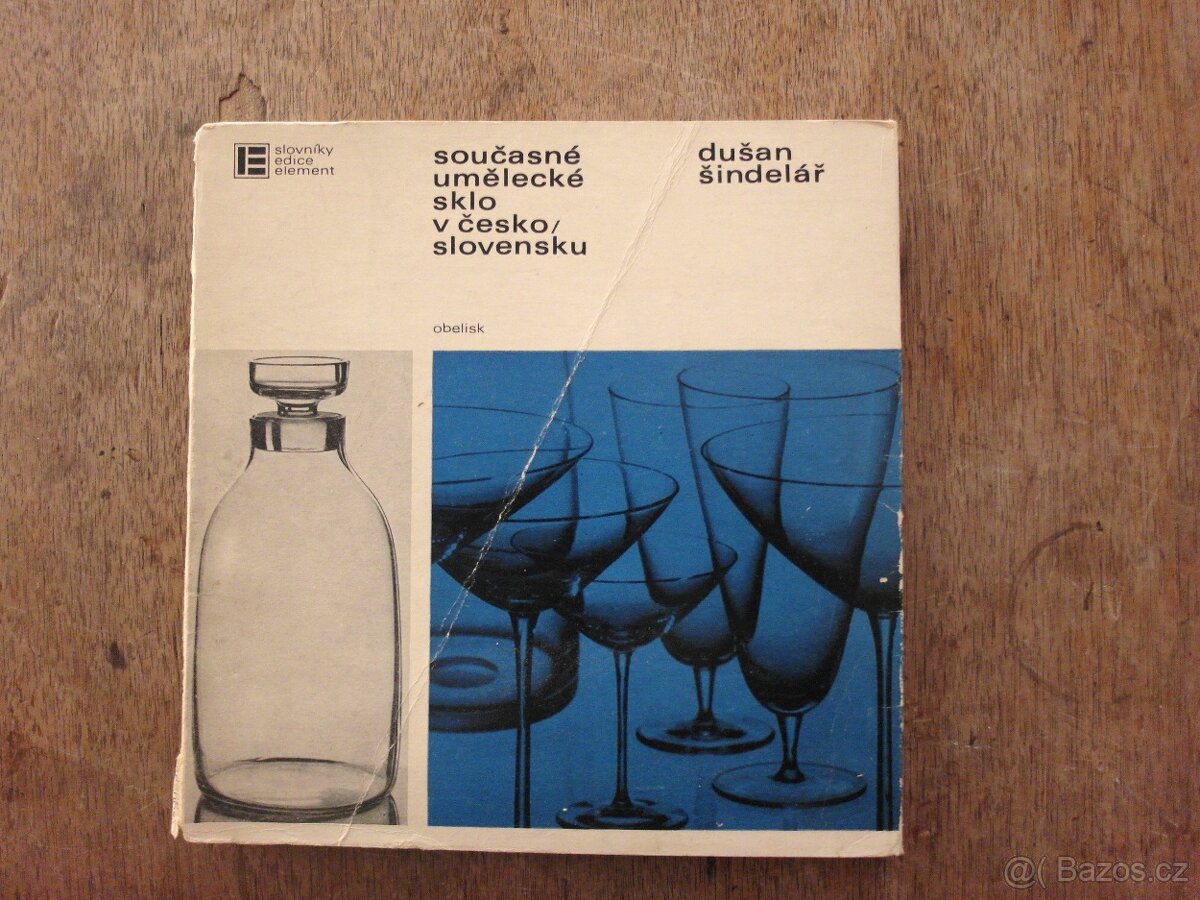 slovníky
edice
element
současné
umělecké
sklo
v česko/
slovensku
dušan
šindelář
obelisk
@( Bazos.cz